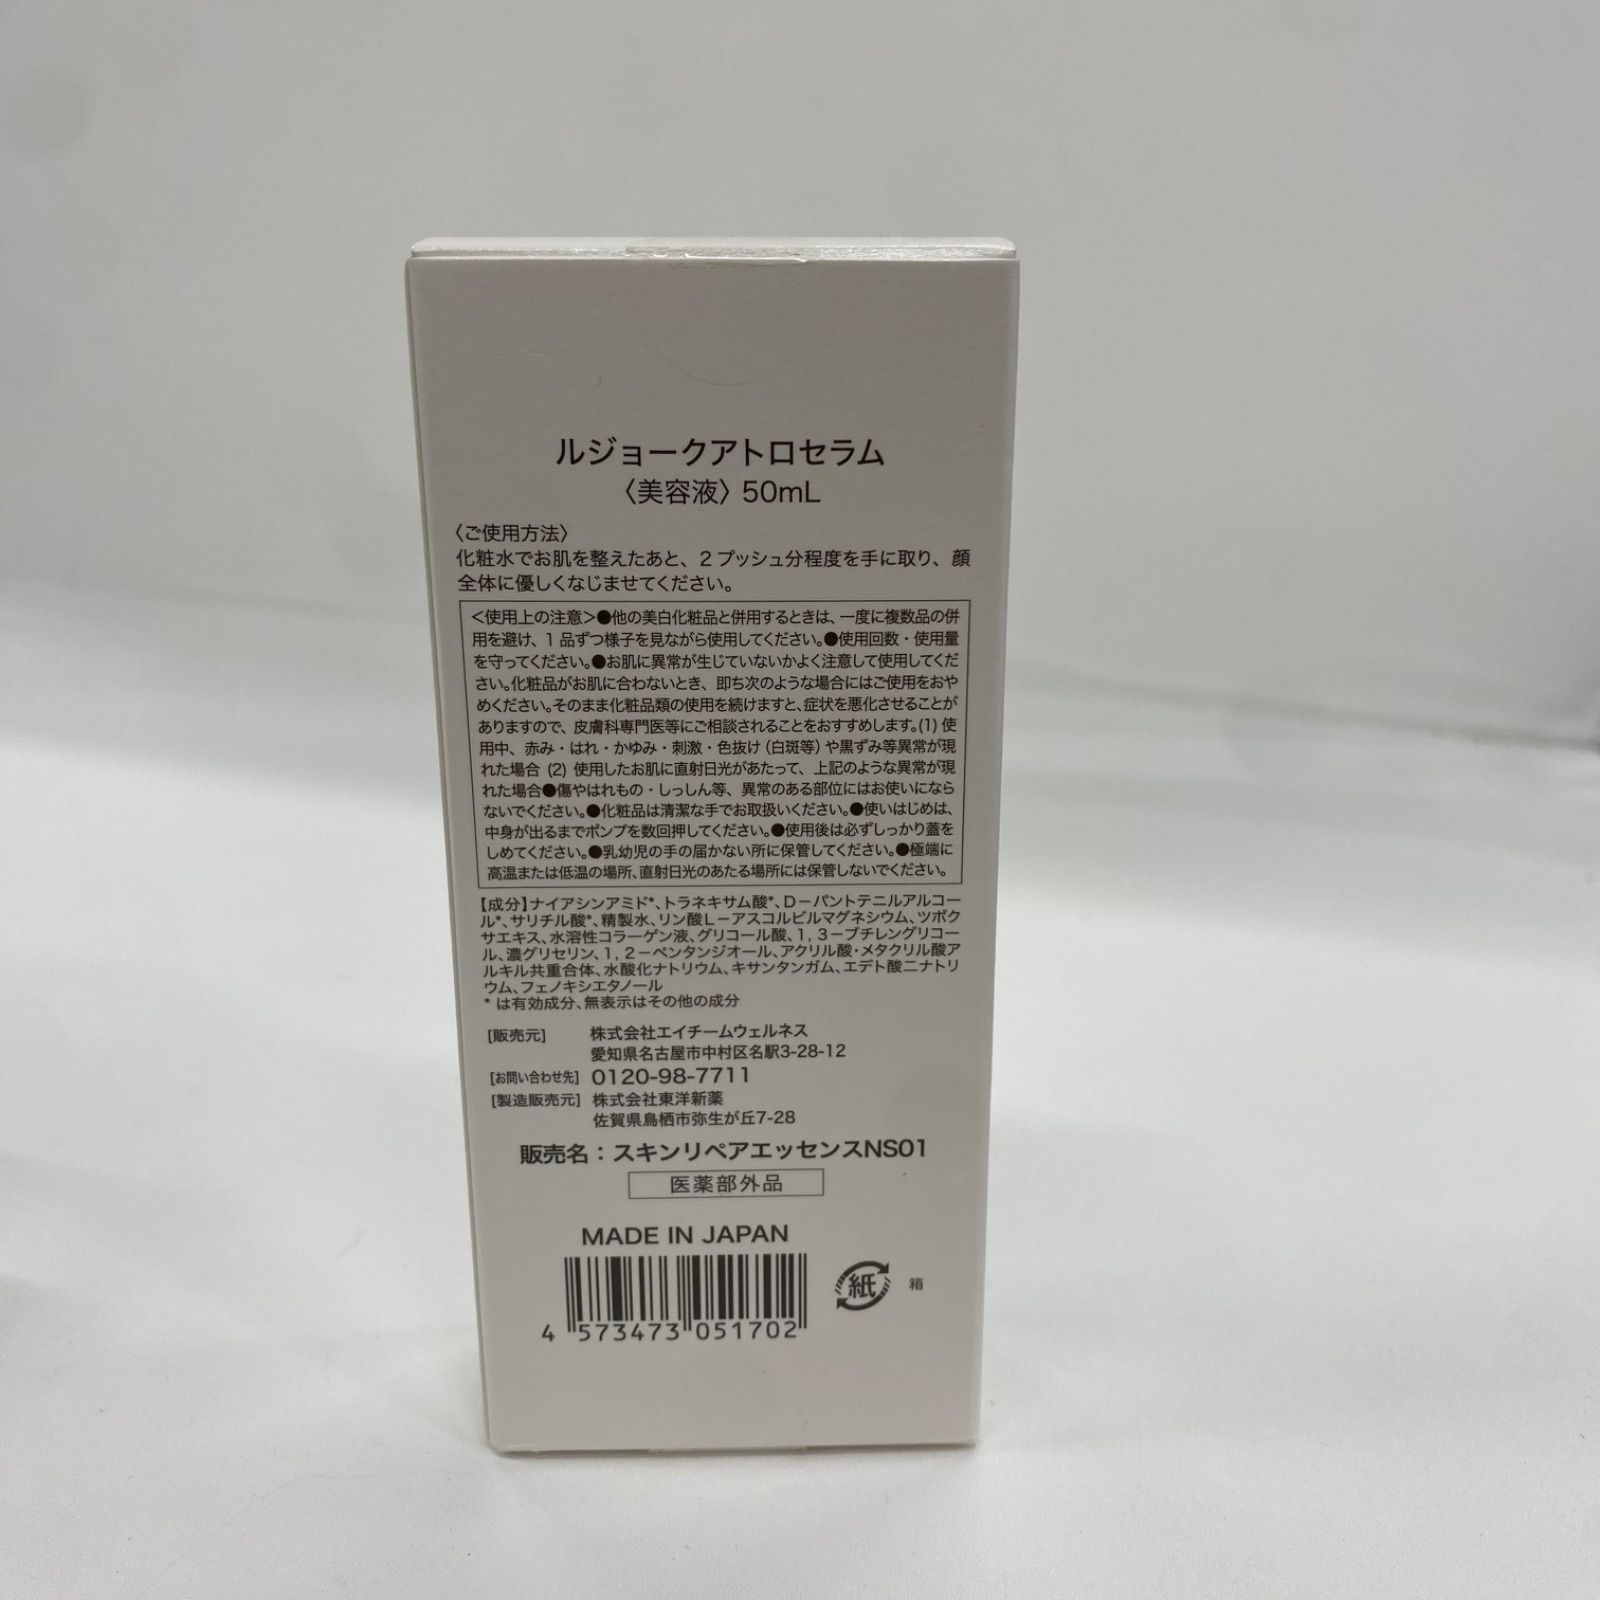 ルジョークアトロセラム
〈美容液〉50mL
〈ご使用方法〉
化粧水でお肌を整えたあと、2プッシュ分程度を手に取り、顔
全体に優しくなじませてください。
＜使用上の注意＞●他の美白化粧品と併用するときは、一度に複数品の併
用を避け、1品ずつ様子を見ながら使用してください。●使用回数・使用量
を守ってください。●お肌に異常が生じていないかよく注意して使用してくだ
さい。化粧品がお肌に合わないとき、即ち次のような場合にはご使用をおや
めください。そのまま化粧品類の使用を続けますと、症状を悪化させることが
ありますので、皮膚科専門医等にご相談されることをおすすめします。(1) 使
用中、赤み・はれ・かゆみ・刺激・色抜け（白斑等）や黒ずみ等異常が現
れた場合 (2) 使用したお肌に直射日光があたって、上記のような異常が現
れた場合●傷やはれもの・しっしん等、異常のある部位にはお使いになら
ないでください。●化粧品は清潔な手でお取扱いください。●使いはじめは、
中身が出るまでポンプを数回押してください。●使用後は必ずしっかり蓋を
しめてください。●乳幼児の手の届かない所に保管してください。●極端に
高温または低温の場所、直射日光のあたる場所には保管しないでください。
【成分】ナイアシンアミド*、トラネキサム酸*、D－パントテニルアルコー
ル*、サリチル酸*、精製水、リン酸L－アスコルビルマグネシウム、ツボク
サエキス、水溶性コラーゲン液、グリコール酸、1,3－ブチレングリコー
ル、濃グリセリン、1,2－ペンタンジオール、アクリル酸・メタクリル酸ア
ルキル共重合体、水酸化ナトリウム、キサンタンガム、エデト酸二ナトリ
ウム、フェノキシエタノール
* は有効成分、無表示はその他の成分
[販売元] 株式会社エイチームウェルネス
愛知県名古屋市中村区名駅3-28-12
[お問い合わせ先] 0120-98-7711
[製造販売元] 株式会社東洋新薬
佐賀県鳥栖市弥生が丘7-28
販売名：スキンリペアエッセンスNS01
医薬部外品
MADE IN JAPAN
紙 箱
4 573473 051702